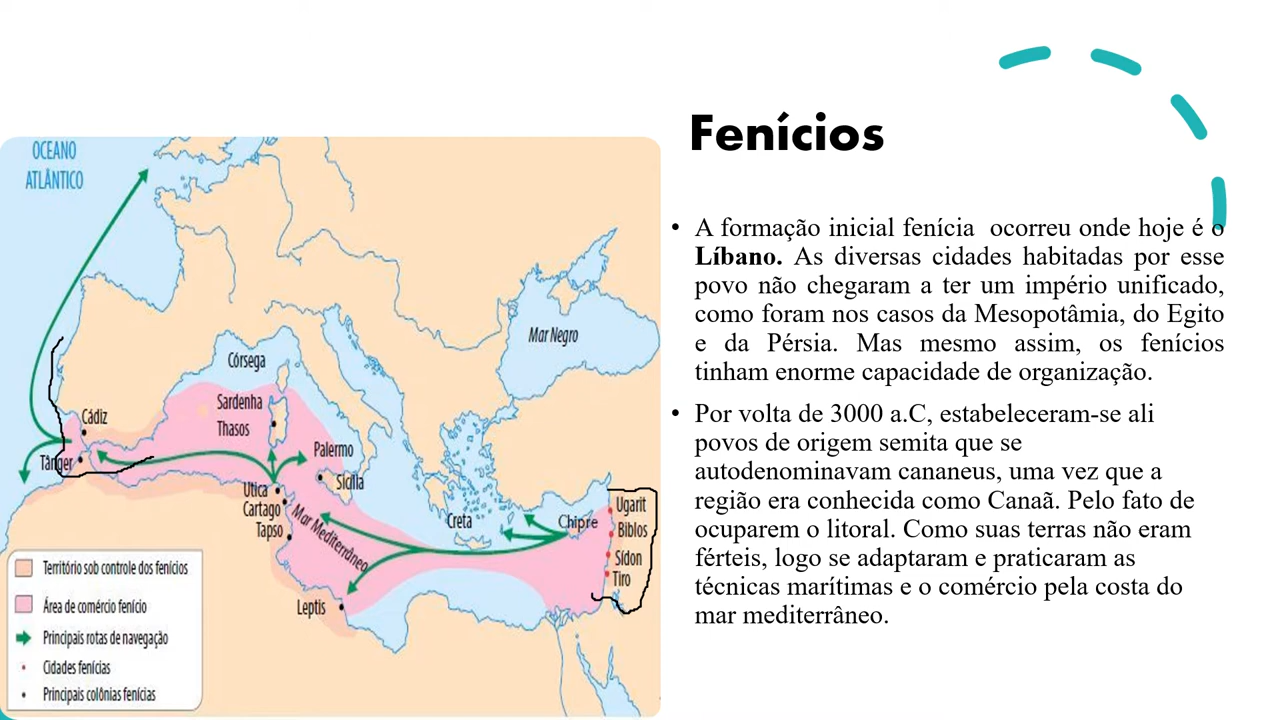 Fenícios
• A formação inicial fenícia ocorreu onde hoje é o
Líbano. As diversas cidades habitadas por esse
povo não chegaram a ter um império unificado,
como foram nos casos da Mesopotâmia, do Egito
e da Pérsia. Mas mesmo assim, os fenícios
tinham enorme capacidade de organização.
• Por volta de 3000 a.C, estabeleceram-se ali
povos de origem semita que se
autodenominavam cananeus, uma vez que a
região era conhecida como Canaã. Pelo fato de
ocuparem o litoral. Como suas terras não eram
férteis, logo se adaptaram e praticaram as
técnicas marítimas e o comércio pela costa do
mar mediterrâneo.
OCEANO
ATLÂNTICO
Mar Negro
Córsega
Sardenha
Thasos
Cádiz
Palermo
Tânger
Sicília
Utica
Cartago
Tapso
Mar Mediterrâneo
Creta
Chipre
Ugarit
Biblos
Sídon
Tiro
Leptis
Território sob controle dos fenícios
Área de comércio fenício
Principais rotas de navegação
Cidades fenícias
Principais colônias fenícias